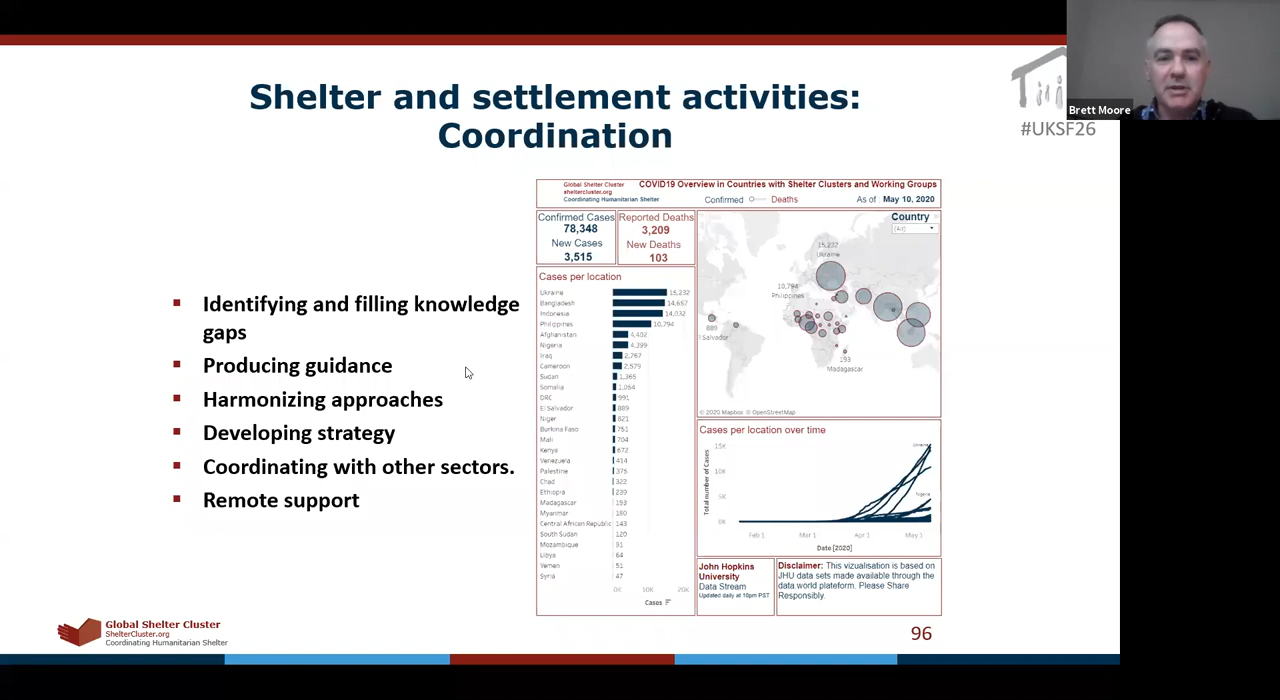 Shelter and settlement activities:
Coordination
Brett Moore
#UKSF26
Identifying and filling knowledge
gaps
Producing guidance
Harmonizing approaches
Developing strategy
Coordinating with other sectors.
Remote support
Global Shelter Cluster
sheltercluster.org
Coordinating Humanitarian Shelter
COVID19 Overview in Countries with Shelter Clusters and Working Groups
Confirmed Deaths
As of : May 10, 2020
Confirmed Cases
78,348
New Cases
3,515
Reported Deaths
3,209
New Deaths
103
Country
(All)
15,232
Ukraine
10,794
Philippines
889
El Salvador
193
Madagascar
© 2020 Mapbox © OpenStreetMap
Cases per location
Ukraine 15,232
Bangladesh 14,657
Indonesia 14,032
Philippines 10,794
Afghanistan 4,402
Nigeria 4,399
Iraq 2,767
Cameroon 2,579
Sudan 1,365
Somalia 1,054
DRC 991
El Salvador 889
Niger 821
Burkina Faso 751
Mali 704
Kenya 672
Venezuela 414
Palestine 375
Chad 322
Ethiopia 239
Madagascar 193
Myanmar 180
Central African Republic 143
South Sudan 120
Mozambique 91
Libya 64
Yemen 51
Syria 47
0K 10K 20K
Cases
Cases per location over time
Total number of Cases
15K
10K
5K
0K
Ukraine
Nigeria
Feb 1 Mar 1 Apr 1 May 1
Date [2020]
John Hopkins
University
Data Stream
Updated daily at 10pm PST
Disclaimer: This vizualisation is based on
JHU data sets made available through the
data.world plateform. Please Share
Responsibly.
Global Shelter Cluster
ShelterCluster.org
Coordinating Humanitarian Shelter
96